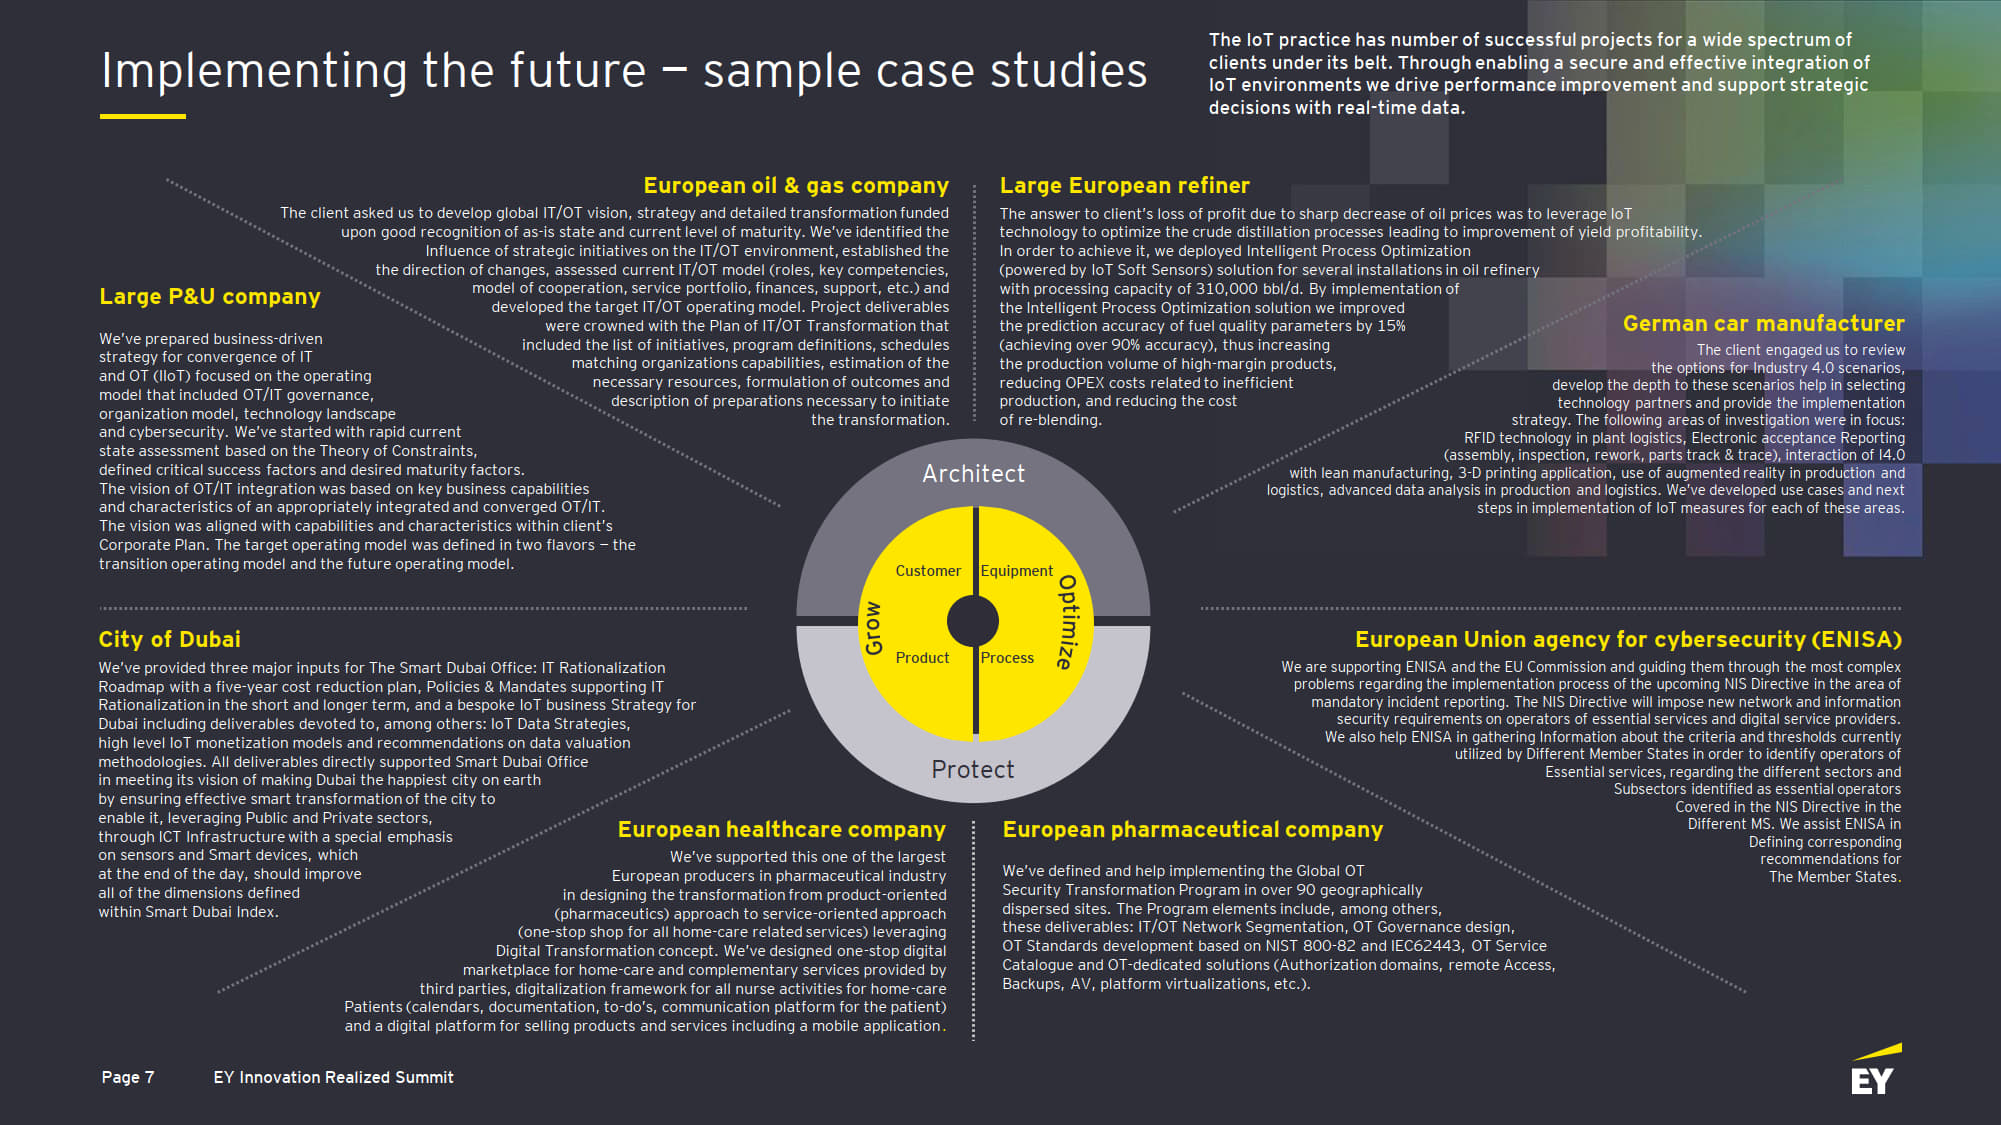 Implementing the future – sample case studies
The IoT practice has number of successful projects for a wide spectrum of
clients under its belt. Through enabling a secure and effective integration of
IoT environments we drive performance improvement and support strategic
decisions with real-time data.
European oil & gas company
The client asked us to develop global IT/OT vision, strategy and detailed transformation funded
upon good recognition of as-is state and current level of maturity. We've identified the
Influence of strategic initiatives on the IT/OT environment, established the
the direction of changes, assessed current IT/OT model (roles, key competencies,
model of cooperation, service portfolio, finances, support, etc.) and
developed the target IT/OT operating model. Project deliverables
were crowned with the Plan of IT/OT Transformation that
included the list of initiatives, program definitions, schedules
matching organizations capabilities, estimation of the
necessary resources, formulation of outcomes and
description of preparations necessary to initiate
the transformation.
Large European refiner
The answer to client's loss of profit due to sharp decrease of oil prices was to leverage IoT
technology to optimize the crude distillation processes leading to improvement of yield profitability.
In order to achieve it, we deployed Intelligent Process Optimization
(powered by IoT Soft Sensors) solution for several installations in oil refinery
with processing capacity of 310,000 bbl/d. By implementation of
the Intelligent Process Optimization solution we improved
the prediction accuracy of fuel quality parameters by 15%
(achieving over 90% accuracy), thus increasing
the production volume of high-margin products,
reducing OPEX costs related to inefficient
production, and reducing the cost
of re-blending.
Large P&U company
We've prepared business-driven
strategy for convergence of IT
and OT (IIoT) focused on the operating
model that included OT/IT governance,
organization model, technology landscape
and cybersecurity. We've started with rapid current
state assessment based on the Theory of Constraints,
defined critical success factors and desired maturity factors.
The vision of OT/IT integration was based on key business capabilities
and characteristics of an appropriately integrated and converged OT/IT.
The vision was aligned with capabilities and characteristics within client's
Corporate Plan. The target operating model was defined in two flavors – the
transition operating model and the future operating model.
German car manufacturer
The client engaged us to review
the options for Industry 4.0 scenarios,
develop the depth to these scenarios help in selecting
technology partners and provide the implementation
strategy. The following areas of investigation were in focus:
RFID technology in plant logistics, Electronic acceptance Reporting
(assembly, inspection, rework, parts track & trace), interaction of I4.0
with lean manufacturing, 3-D printing application, use of augmented reality in production and
logistics, advanced data analysis in production and logistics. We've developed use cases and next
steps in implementation of IoT measures for each of these areas.
Architect
Customer
Equipment
Grow
Optimize
Product
Process
Protect
City of Dubai
We've provided three major inputs for The Smart Dubai Office: IT Rationalization
Roadmap with a five-year cost reduction plan, Policies & Mandates supporting IT
Rationalization in the short and longer term, and a bespoke IoT business Strategy for
Dubai including deliverables devoted to, among others: IoT Data Strategies,
high level IoT monetization models and recommendations on data valuation
methodologies. All deliverables directly supported Smart Dubai Office
in meeting its vision of making Dubai the happiest city on earth
by ensuring effective smart transformation of the city to
enable it, leveraging Public and Private sectors,
through ICT Infrastructure with a special emphasis
on sensors and Smart devices, which
at the end of the day, should improve
all of the dimensions defined
within Smart Dubai Index.
European Union agency for cybersecurity (ENISA)
We are supporting ENISA and the EU Commission and guiding them through the most complex
problems regarding the implementation process of the upcoming NIS Directive in the area of
mandatory incident reporting. The NIS Directive will impose new network and information
security requirements on operators of essential services and digital service providers.
We also help ENISA in gathering Information about the criteria and thresholds currently
utilized by Different Member States in order to identify operators of
Essential services, regarding the different sectors and
Subsectors identified as essential operators
Covered in the NIS Directive in the
Different MS. We assist ENISA in
Defining corresponding
recommendations for
The Member States.
European healthcare company
We've supported this one of the largest
European producers in pharmaceutical industry
in designing the transformation from product-oriented
(pharmaceutics) approach to service-oriented approach
(one-stop shop for all home-care related services) leveraging
Digital Transformation concept. We've designed one-stop digital
marketplace for home-care and complementary services provided by
third parties, digitalization framework for all nurse activities for home-care
Patients (calendars, documentation, to-do's, communication platform for the patient)
and a digital platform for selling products and services including a mobile application.
European pharmaceutical company
We've defined and help implementing the Global OT
Security Transformation Program in over 90 geographically
dispersed sites. The Program elements include, among others,
these deliverables: IT/OT Network Segmentation, OT Governance design,
OT Standards development based on NIST 800-82 and IEC62443, OT Service
Catalogue and OT-dedicated solutions (Authorization domains, remote Access,
Backups, AV, platform virtualizations, etc.).
Page 7
EY Innovation Realized Summit
EY